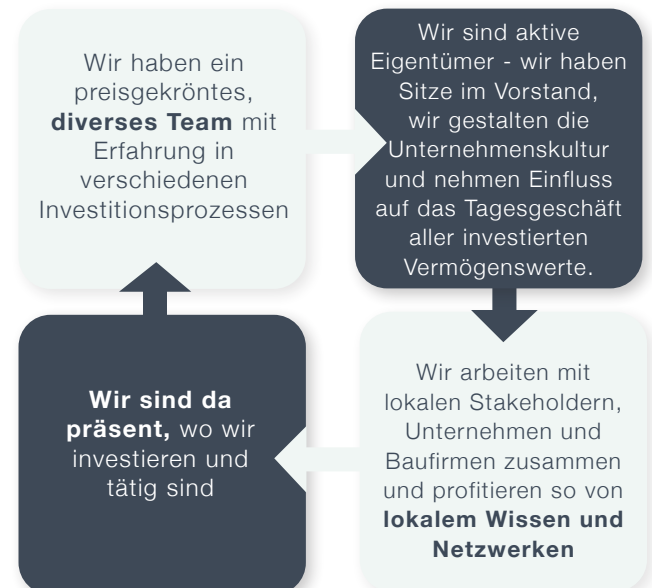 Wir haben ein
preisgekröntes,
diverses Team mit
Erfahrung in
verschiedenen
Investitionsprozessen
Wir sind aktive
Eigentümer - wir haben
Sitze im Vorstand,
wir gestalten die
Unternehmenskultur
und nehmen Einfluss
auf das Tagesgeschäft
aller investierten
Vermögenswerte.
Wir arbeiten mit
lokalen Stakeholdern,
Unternehmen und
Baufirmen zusammen
und profitieren so von
lokalem Wissen und
Netzwerken
Wir sind da
präsent, wo wir
investieren und
tätig sind